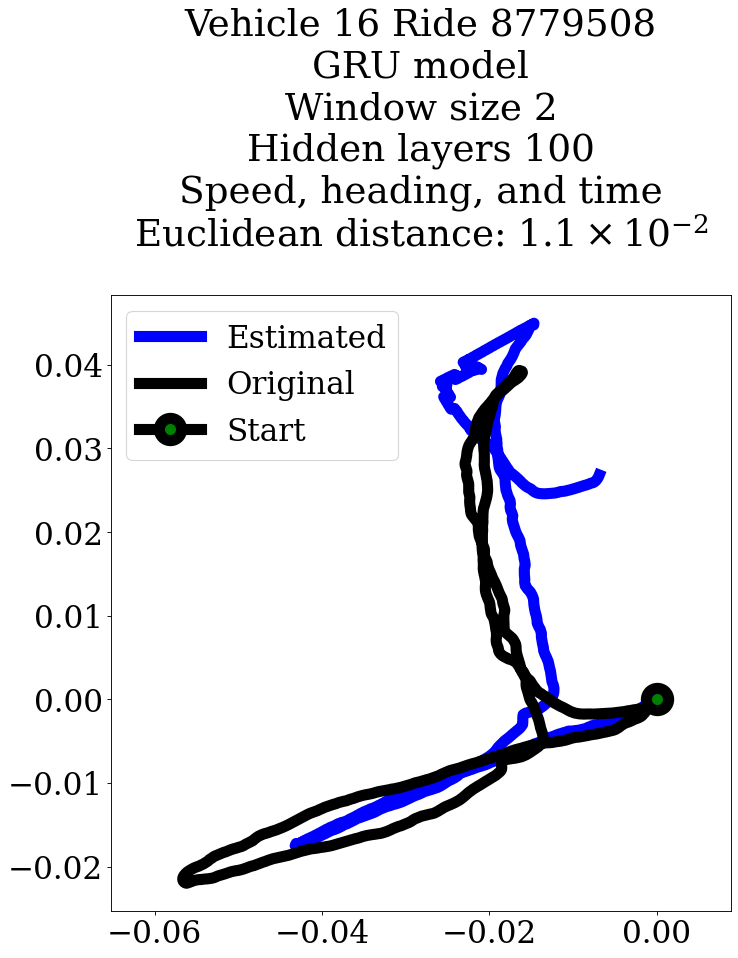 Vehicle 16 Ride 8779508
GRU model
Window size 2
Hidden layers 100
Speed, heading, and time
Euclidean distance: 1.1 × 10⁻²
Estimated
Original
Start
0.04
0.03
0.02
0.01
0.00
−0.01
−0.02
−0.06 −0.04 −0.02 0.00